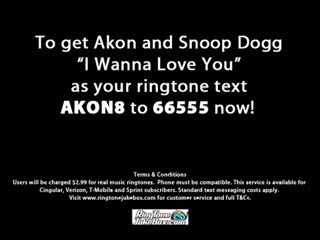 To get Akon and Snoop Dogg
“I Wanna Love You”
as your ringtone text
AKON8 to 66555 now!
Terms & Conditions
Users will be charged $2.99 for real music ringtones. Phone must be compatible. This service is available for
Cingular, Verizon, T-Mobile and Sprint subscribers. Standard text messaging costs apply.
Visit www.ringtonejukebox.com for customer service and full T&Cs.
Ringtone
JukeBox.com